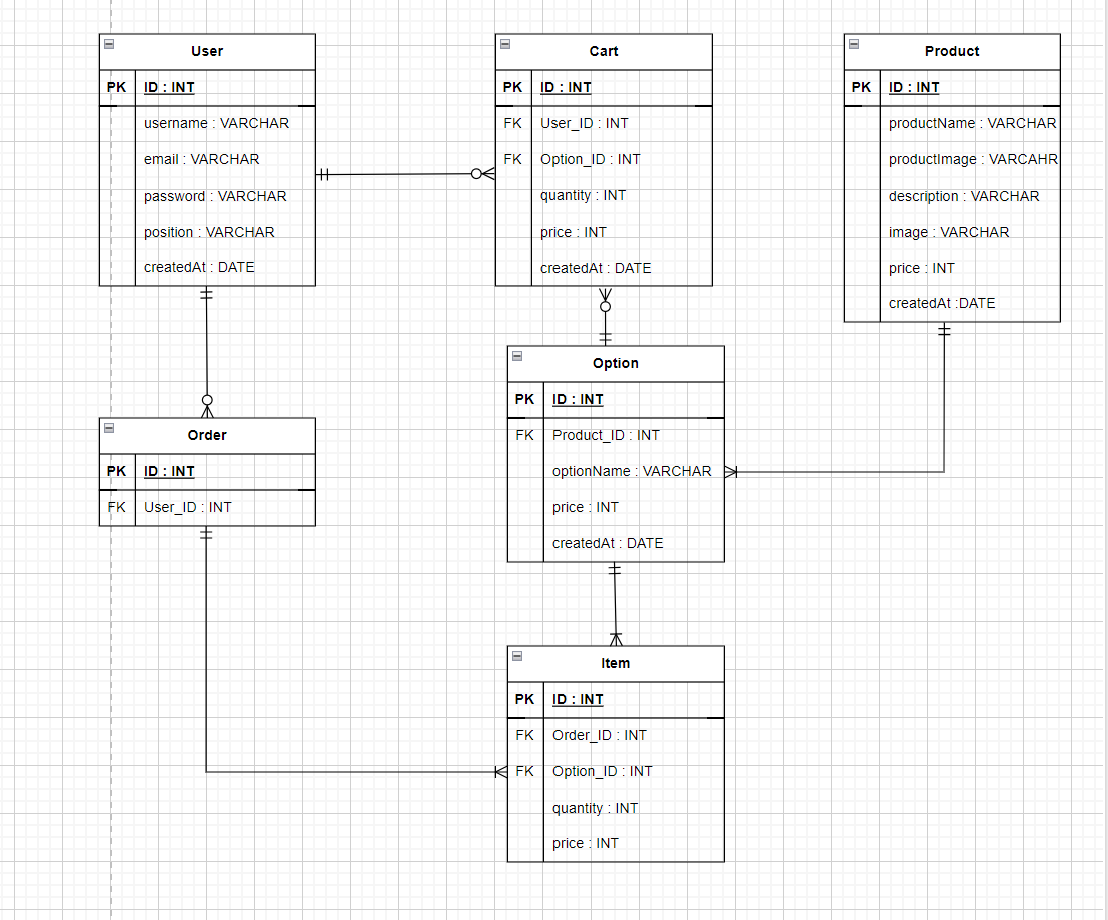 User
PK ID : INT
username : VARCHAR
email : VARCHAR
password : VARCHAR
position : VARCHAR
createdAt : DATE
Cart
PK ID : INT
FK User_ID : INT
FK Option_ID : INT
quantity : INT
price : INT
createdAt : DATE
Product
PK ID : INT
productName : VARCHAR
productImage : VARCAHR
description : VARCHAR
image : VARCHAR
price : INT
createdAt :DATE
Order
PK ID : INT
FK User_ID : INT
Option
PK ID : INT
FK Product_ID : INT
optionName : VARCHAR
price : INT
createdAt : DATE
Item
PK ID : INT
FK Order_ID : INT
FK Option_ID : INT
quantity : INT
price : INT